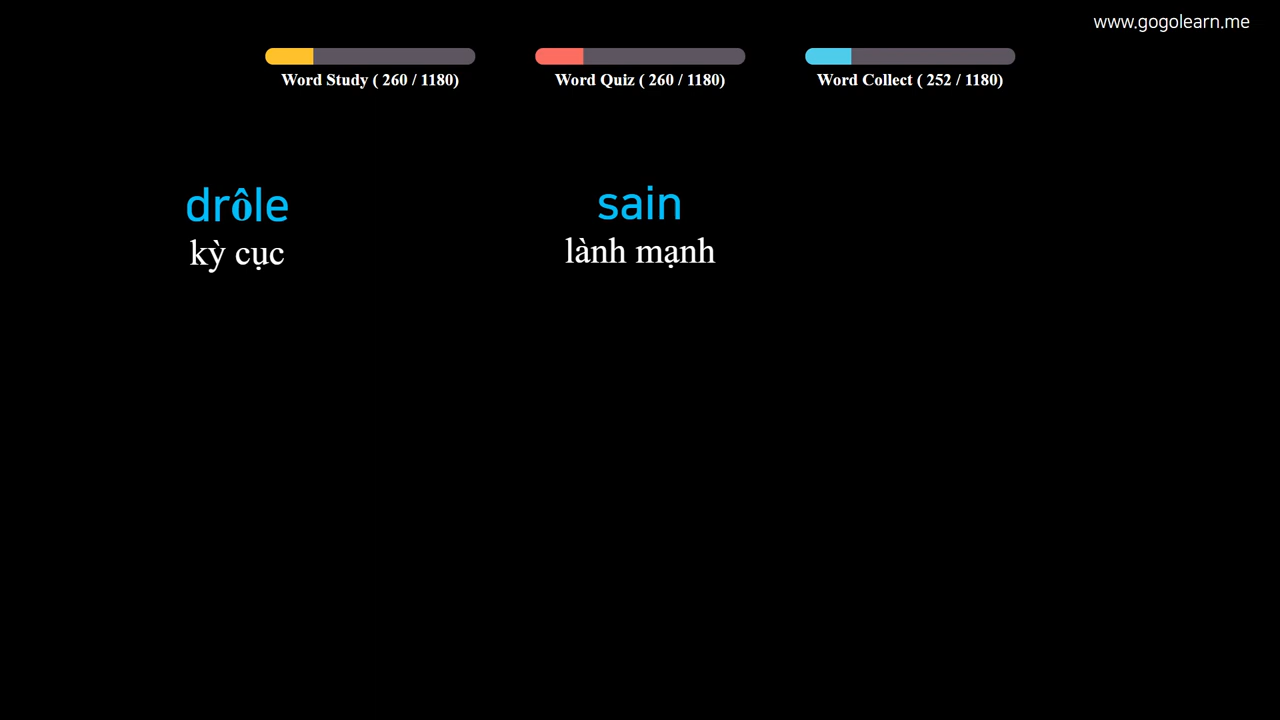 www.gogolearn.me
Word Study ( 260 / 1180)
Word Quiz ( 260 / 1180)
Word Collect ( 252 / 1180)
drôle
kỳ cục
sain
lành mạnh